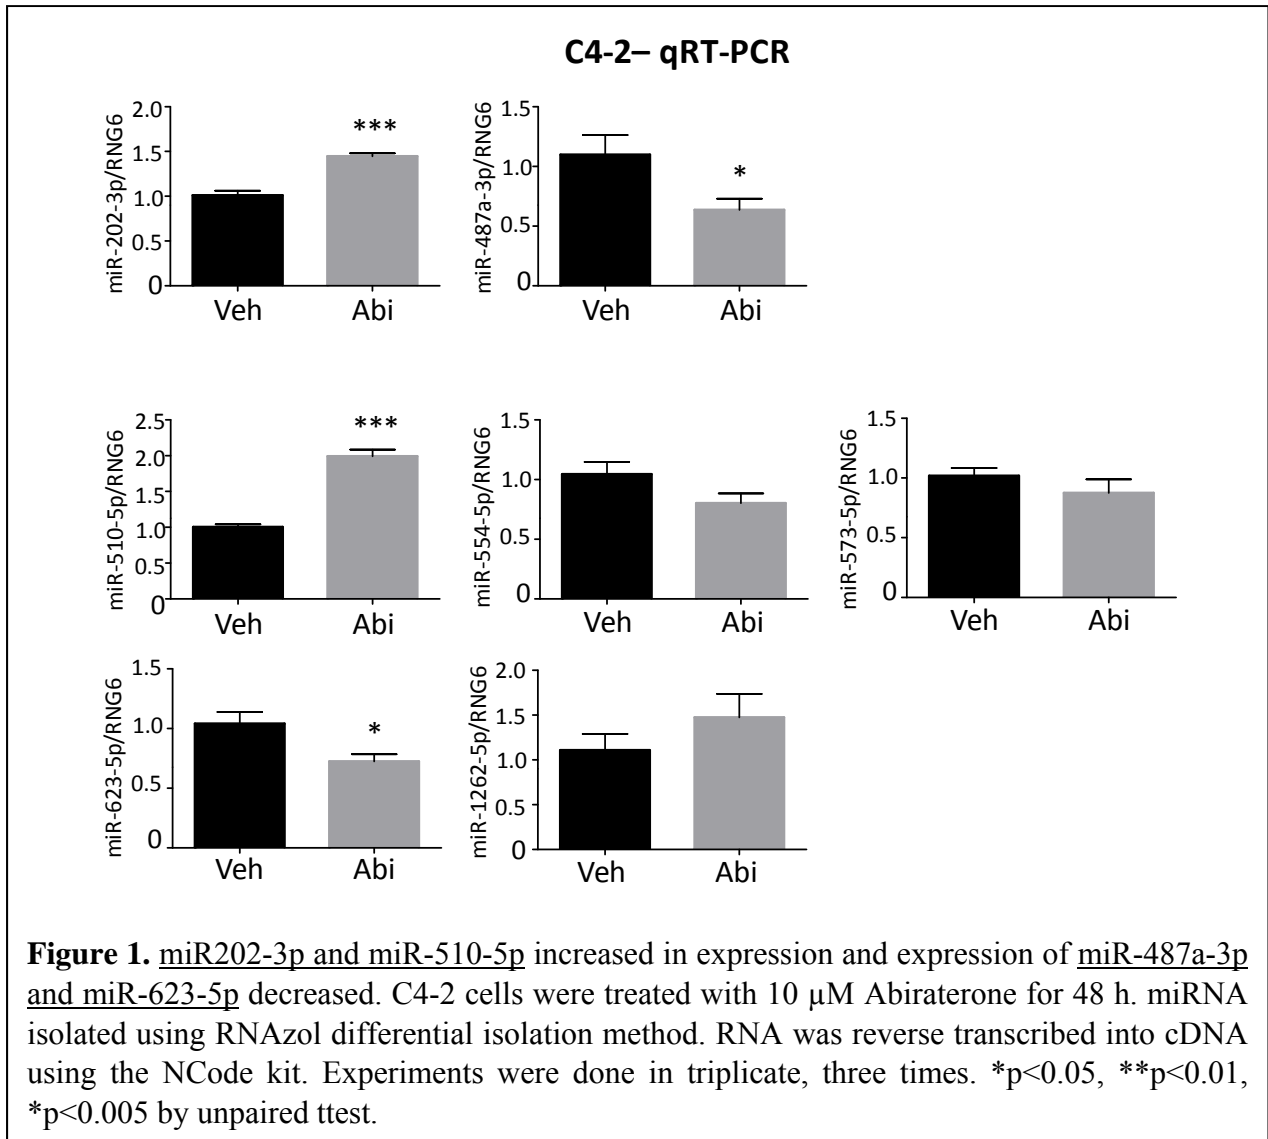 C4-2– qRT-PCR
miR-202-3p/RNG6
2.0
1.5
1.0
0.5
0
***
Veh
Abi
miR-487a-3p/RNG6
1.5
1.0
0.5
0
*
Veh
Abi
miR-510-5p/RNG6
2.5
2.0
1.5
1.0
0.5
0
***
Veh
Abi
miR-554-5p/RNG6
1.5
1.0
0.5
0
Veh
Abi
miR-573-5p/RNG6
1.5
1.0
0.5
0
Veh
Abi
miR-623-5p/RNG6
1.5
1.0
0.5
0
*
Veh
Abi
miR-1262-5p/RNG6
2.0
1.5
1.0
0.5
0
Veh
Abi
Figure 1. miR202-3p and miR-510-5p increased in expression and expression of miR-487a-3p
and miR-623-5p decreased. C4-2 cells were treated with 10 µM Abiraterone for 48 h. miRNA
isolated using RNAzol differential isolation method. RNA was reverse transcribed into cDNA
using the NCode kit. Experiments were done in triplicate, three times. *p<0.05, **p<0.01,
*p<0.005 by unpaired ttest.